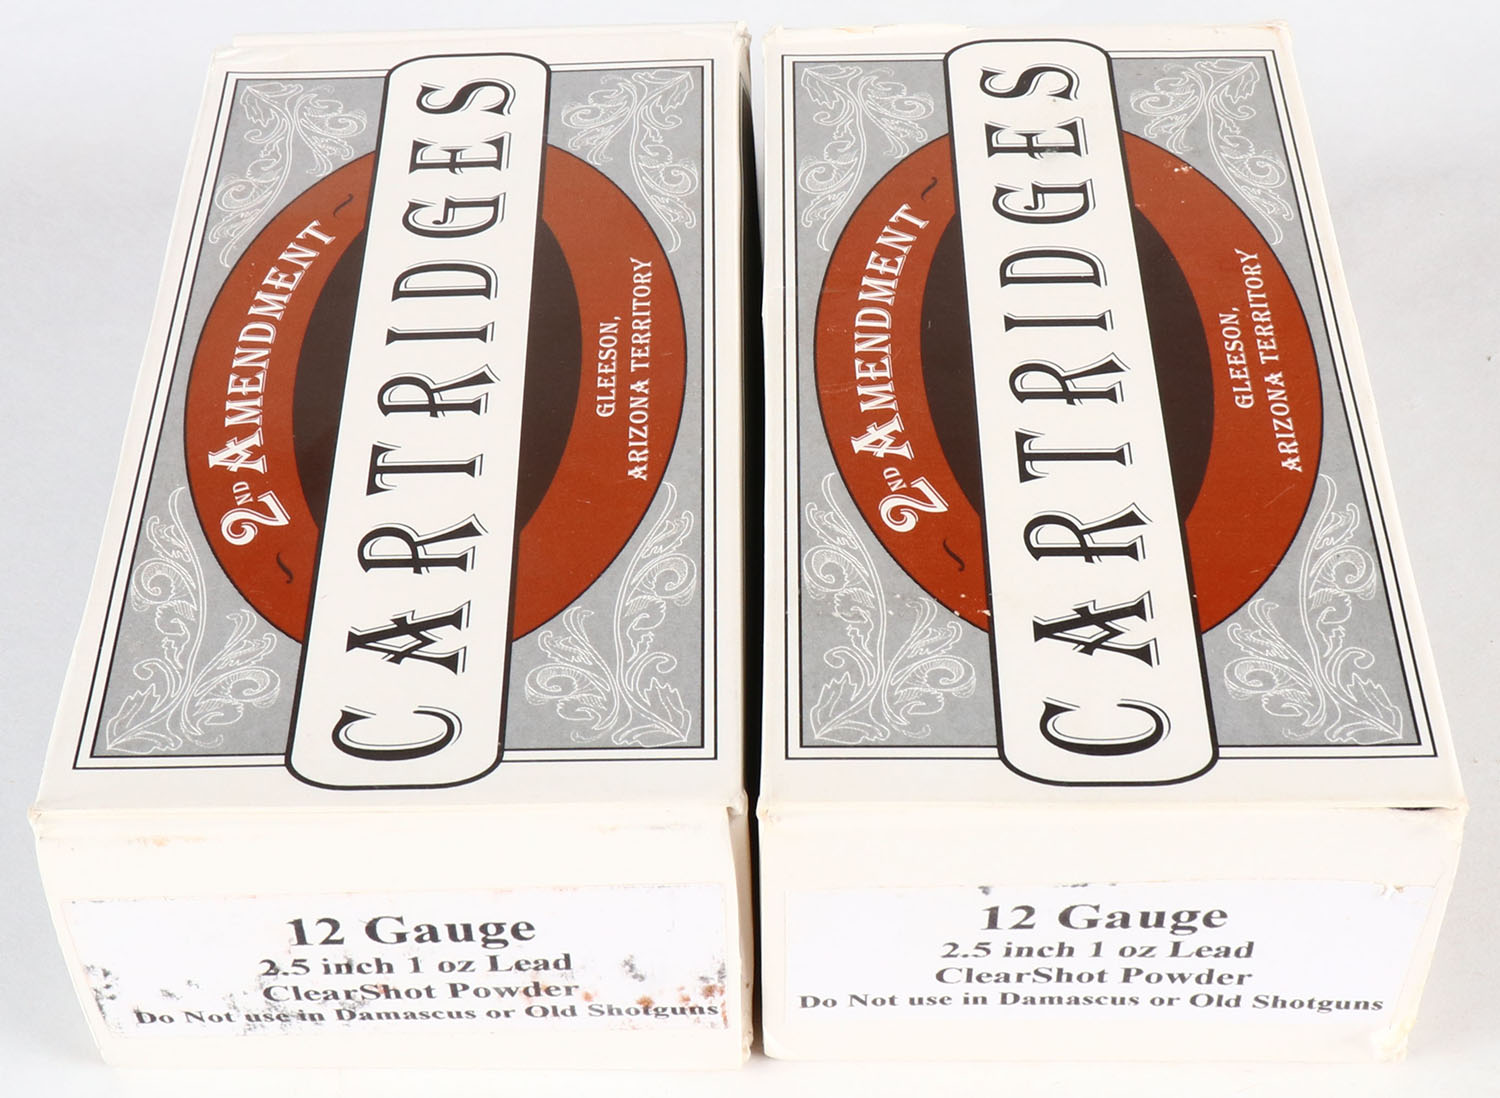 2ND AMENDMENT
CARTRIDGES
GLEESON,
ARIZONA TERRITORY
12 Gauge
2.5 inch 1 oz Lead
ClearShot Powder
Do Not use in Damascus or Old Shotguns
2ND AMENDMENT
CARTRIDGES
GLEESON,
ARIZONA TERRITORY
12 Gauge
2.5 inch 1 oz Lead
ClearShot Powder
Do Not use in Damascus or Old Shotguns